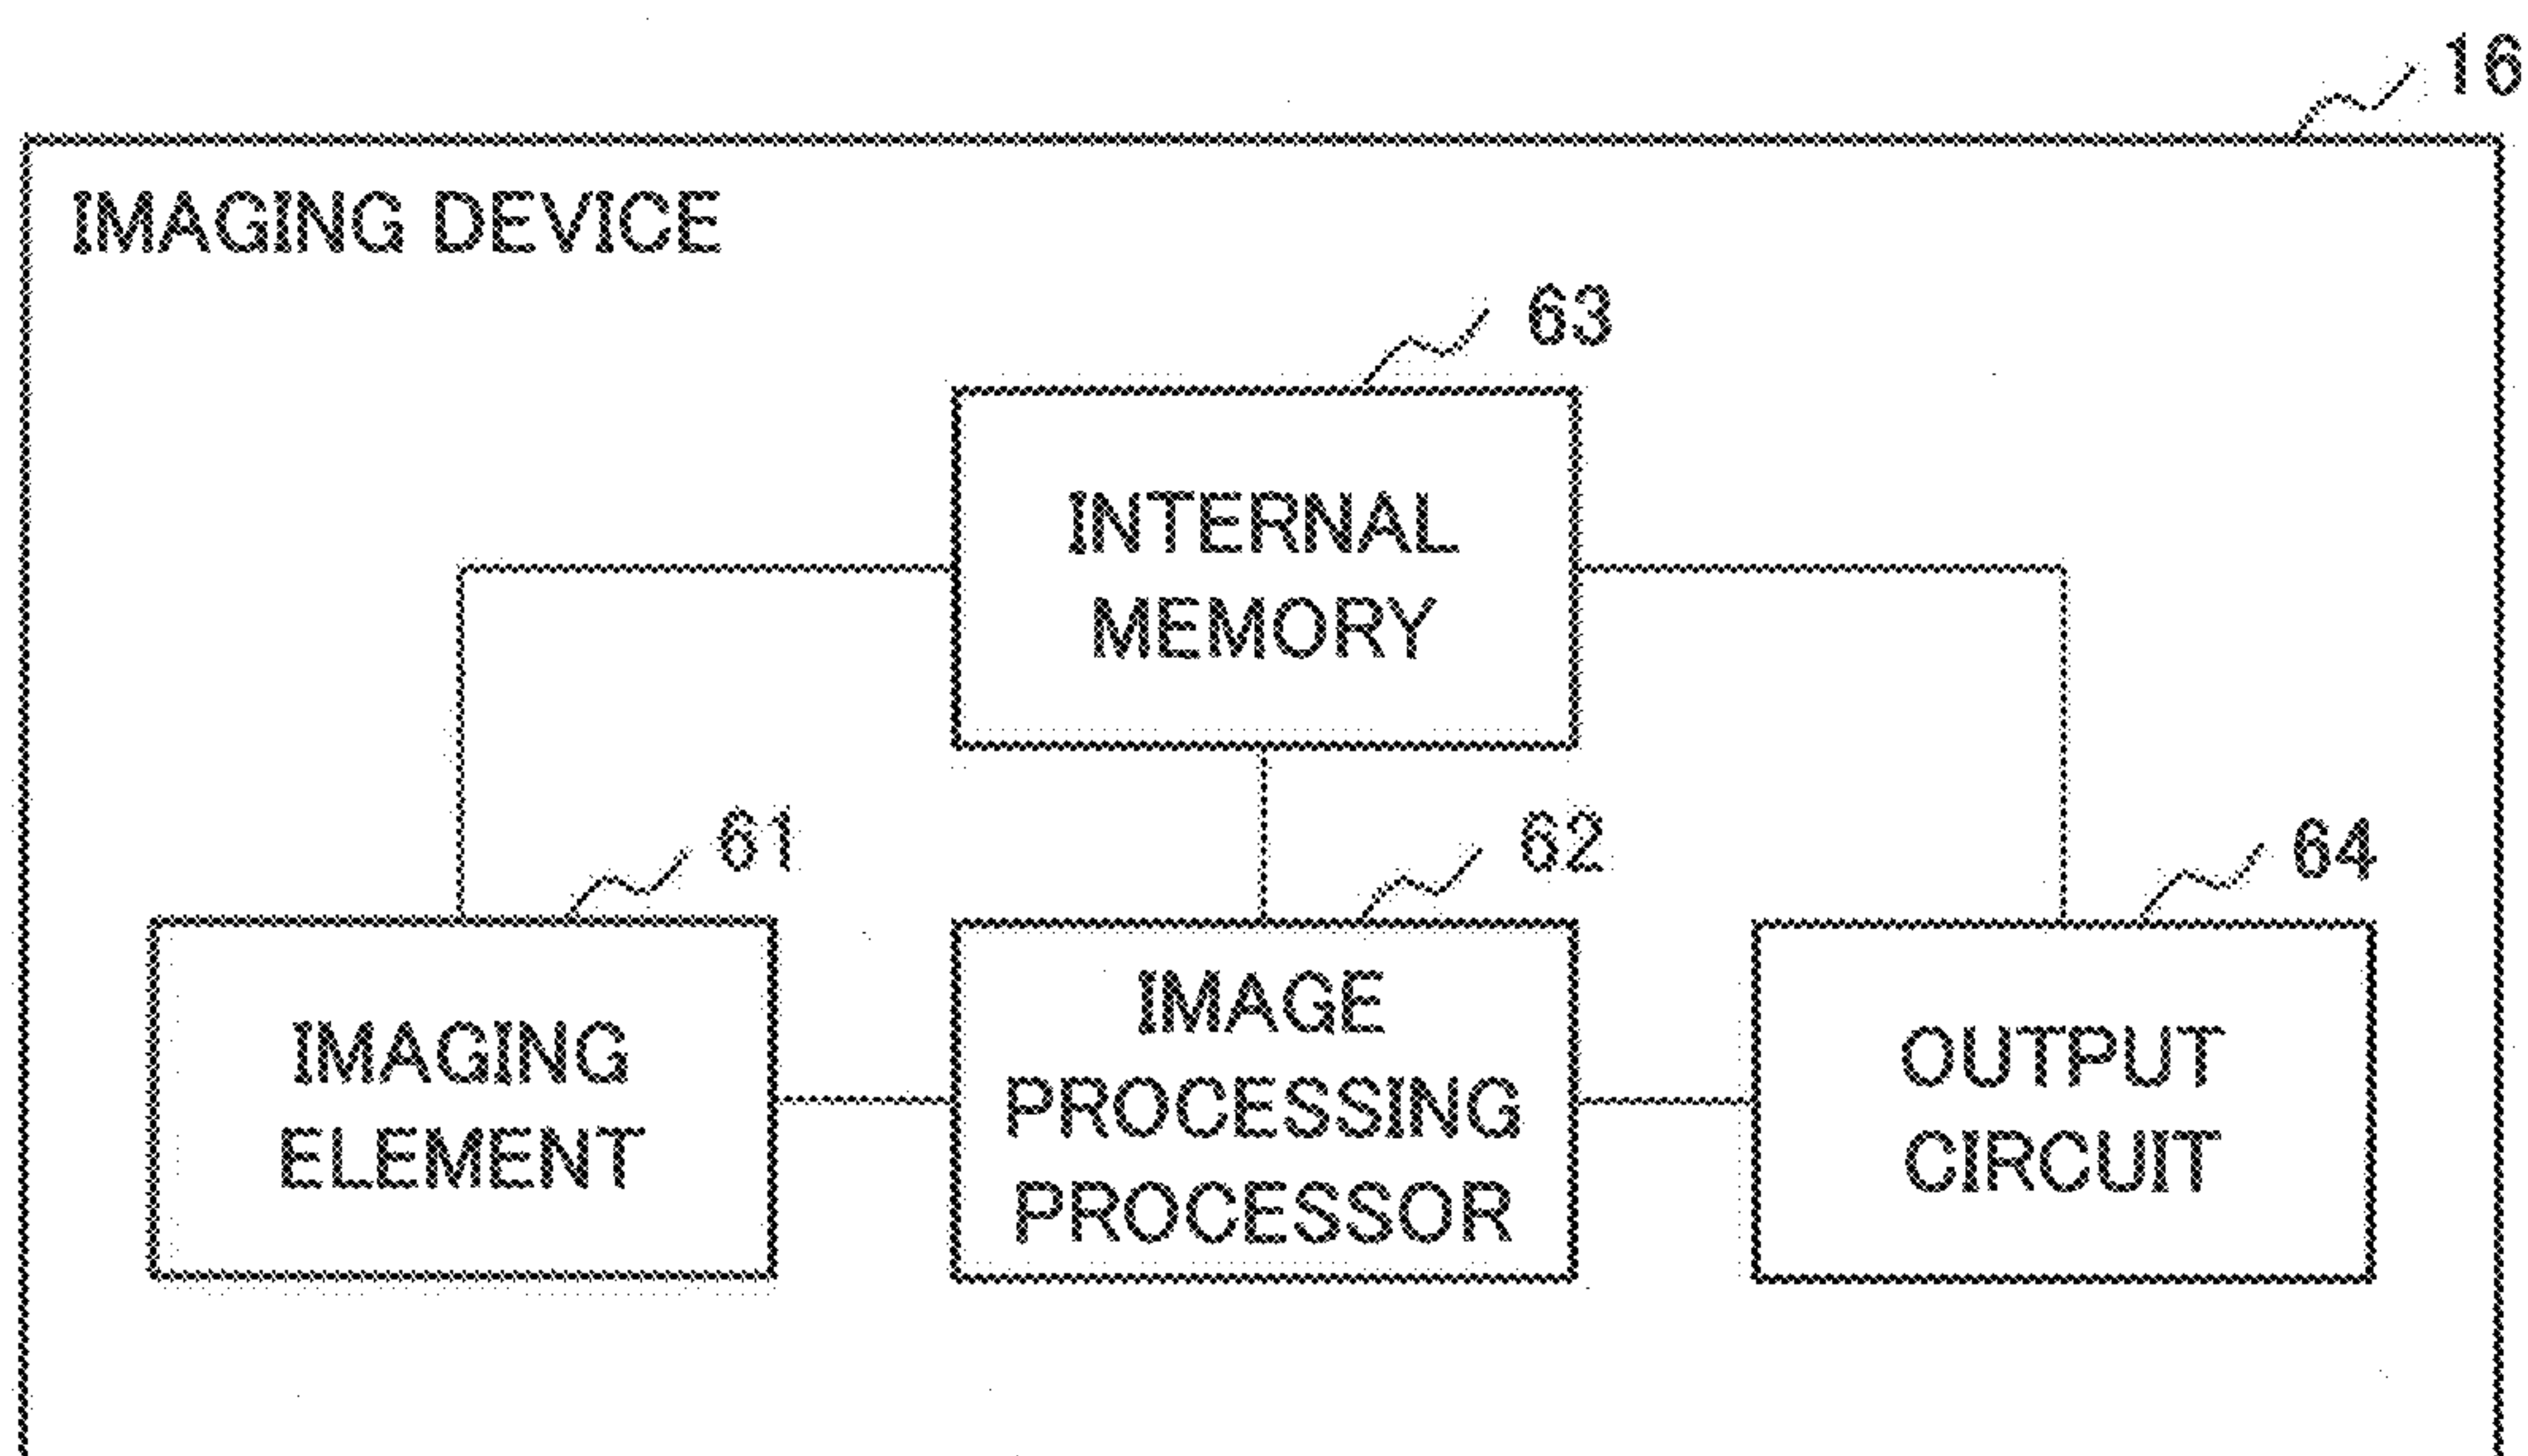 16
IMAGING DEVICE
63
INTERNAL
MEMORY
61
62
64
IMAGING
ELEMENT
IMAGE
PROCESSING
PROCESSOR
OUTPUT
CIRCUIT